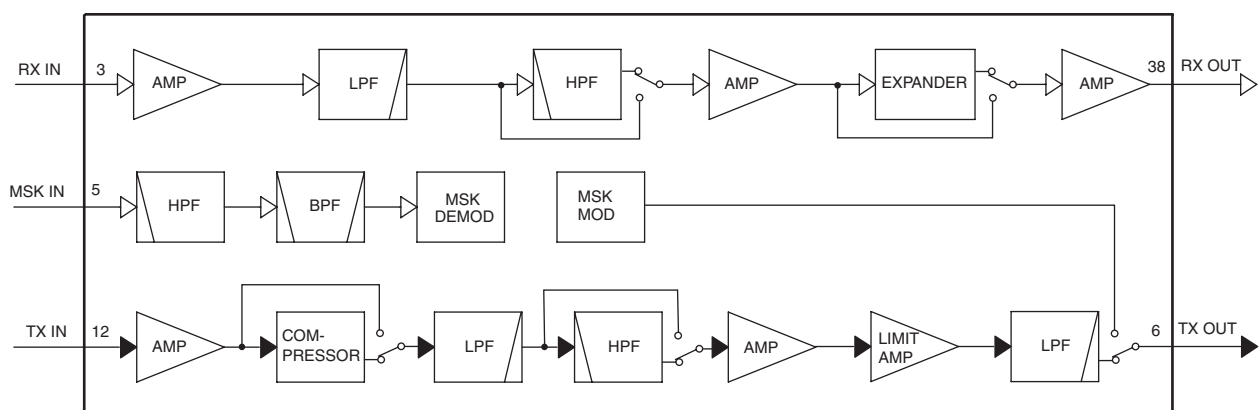 RX IN 3 AMP LPF HPF AMP EXPANDER AMP 38 RX OUT
MSK IN 5 HPF BPF MSK
DEMOD
MSK
MOD
TX IN 12 AMP COM-
PRESSOR
LPF HPF AMP LIMIT
AMP
LPF 6 TX OUT